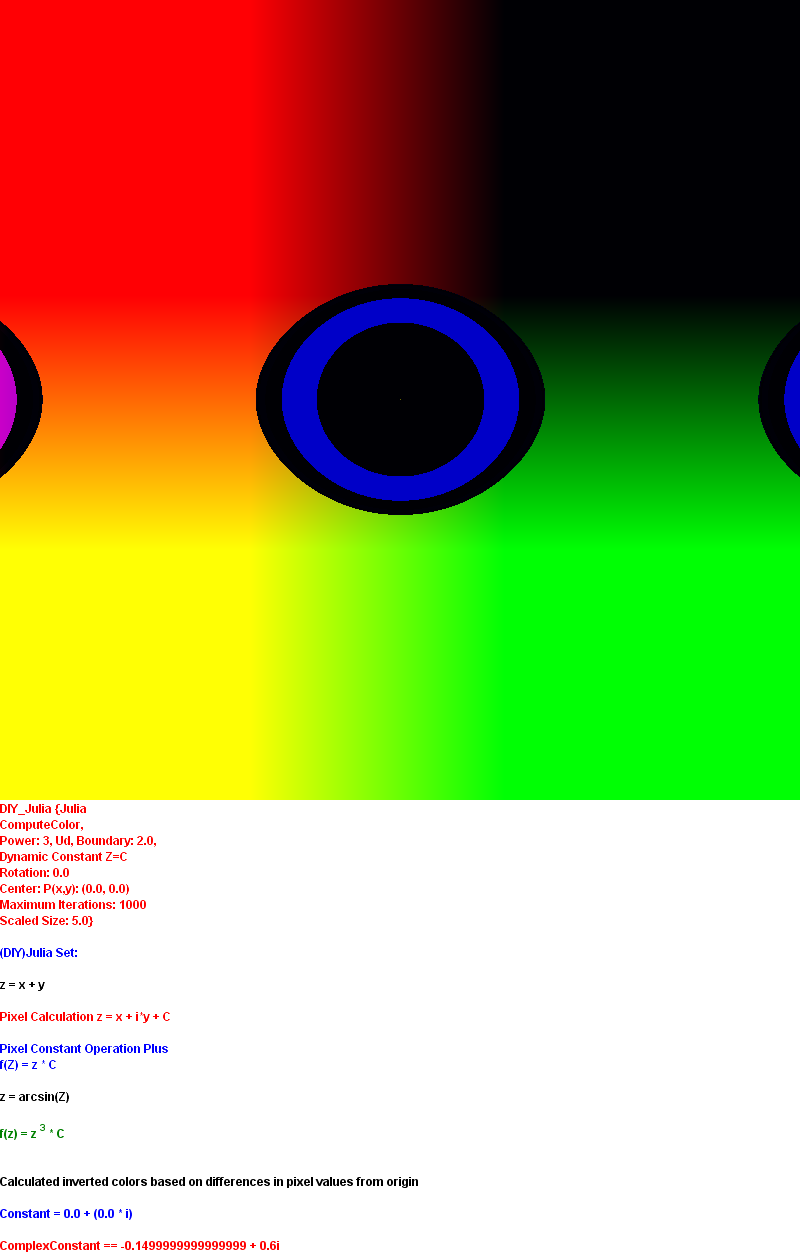 DIY_Julia {Julia
ComputeColor,
Power: 3, Ud, Boundary: 2.0,
Dynamic Constant Z=C
Rotation: 0.0
Center: P(x,y): (0.0, 0.0)
Maximum Iterations: 1000
Scaled Size: 5.0}
(DIY)Julia Set:
z = x + y
Pixel Calculation z = x + i*y + C
Pixel Constant Operation Plus
f(Z) = z * C
z = arcsin(Z)
f(z) = z ³ * C
Calculated inverted colors based on differences in pixel values from origin
Constant = 0.0 + (0.0 * i)
ComplexConstant == -0.1499999999999999 + 0.6i